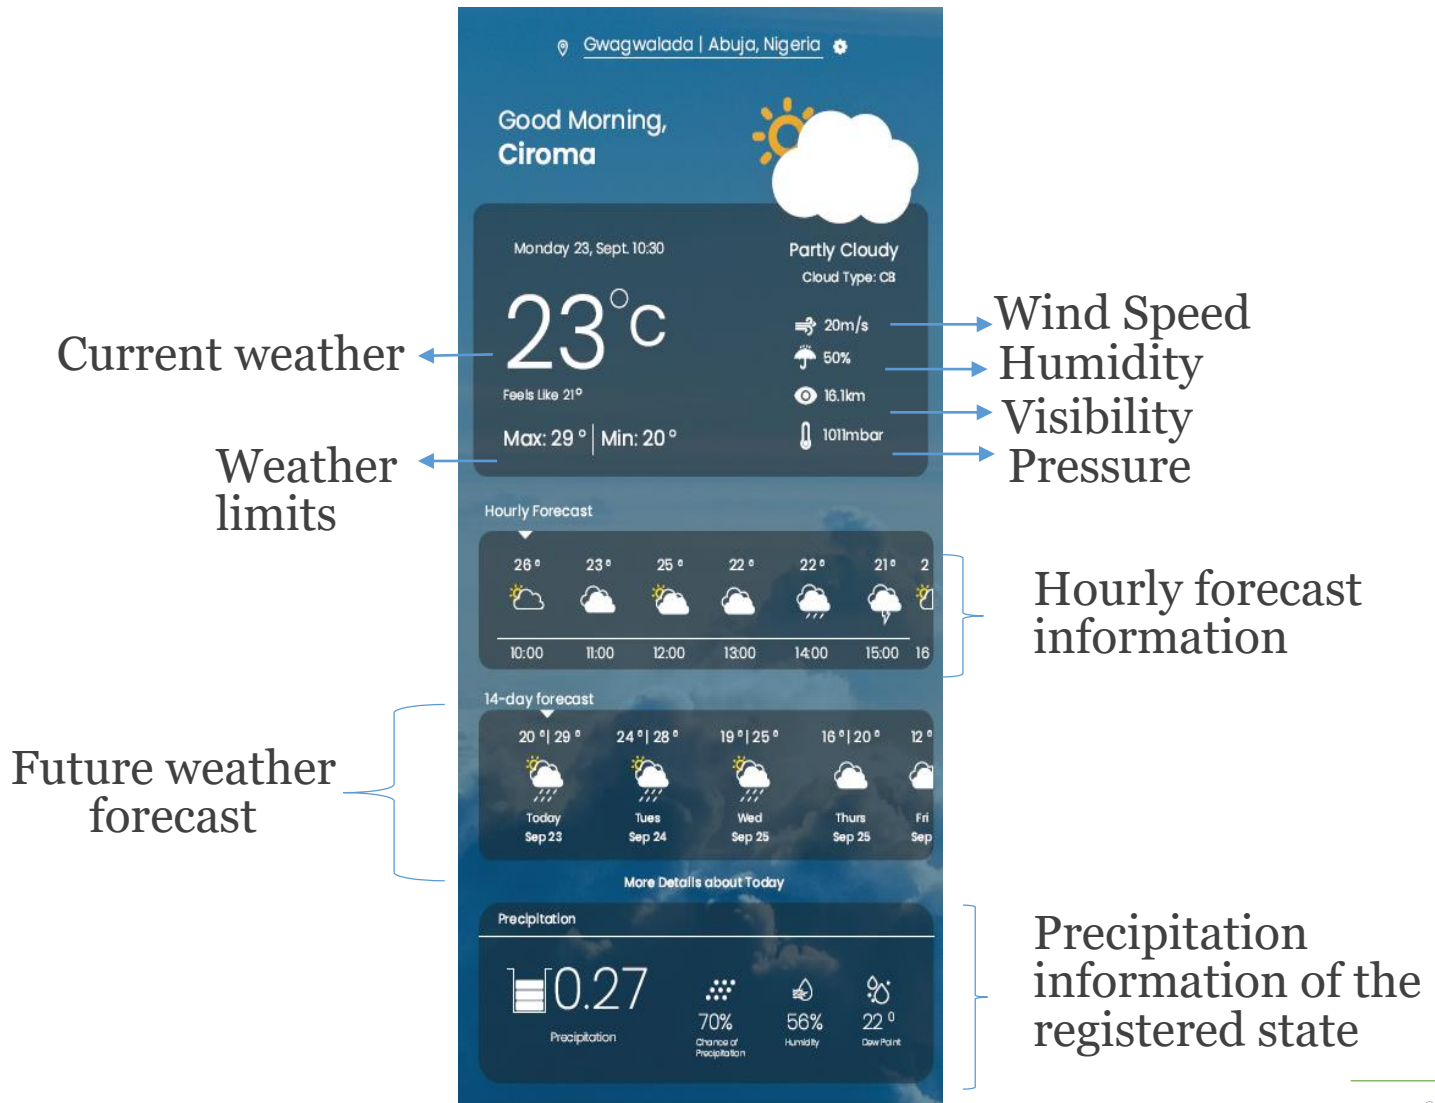 Gwagwalada | Abuja, Nigeria
Good Morning,
Ciroma
Monday 23, Sept. 10:30
Partly Cloudy
Cloud Type: CB
23°C
20m/s
50%
16.1km
1011mbar
Feels Like 21°
Max: 29° | Min: 20°
Current weather
Weather
limits
Wind Speed
Humidity
Visibility
Pressure
Hourly Forecast
26° 23° 25° 22° 22° 21° 2
10:00 11:00 12:00 13:00 14:00 15:00 16
Hourly forecast
information
14-day forecast
20°| 29° 24°| 28° 19°| 25° 16°| 20° 12°
Today Tues Wed Thurs Fri
Sep 23 Sep 24 Sep 25 Sep 25 Sep
Future weather
forecast
More Details about Today
Precipitation
0.27
Precipitation
70%
Chance of
Precipitation
56%
Humidity
22°
Dew Point
Precipitation
information of the
registered state